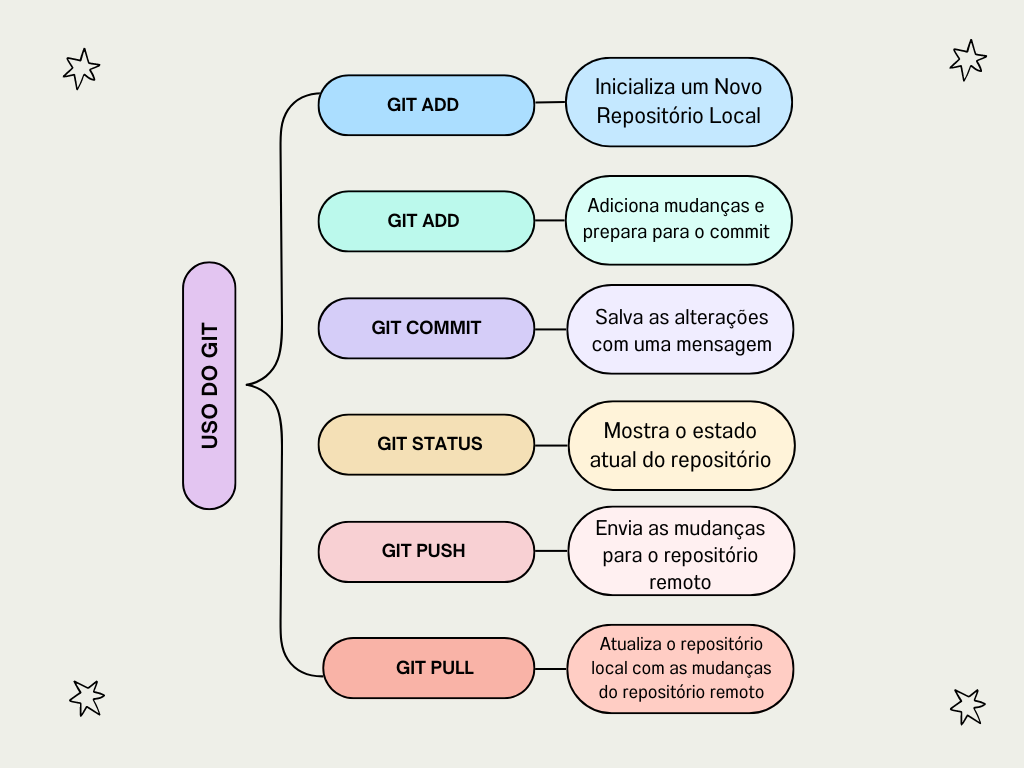 USO DO GIT
GIT ADD
Inicializa um Novo
Repositório Local
GIT ADD
Adiciona mudanças e
prepara para o commit
GIT COMMIT
Salva as alterações
com uma mensagem
GIT STATUS
Mostra o estado
atual do repositório
GIT PUSH
Envia as mudanças
para o repositório
remoto
GIT PULL
Atualiza o repositório
local com as mudanças
do repositório remoto